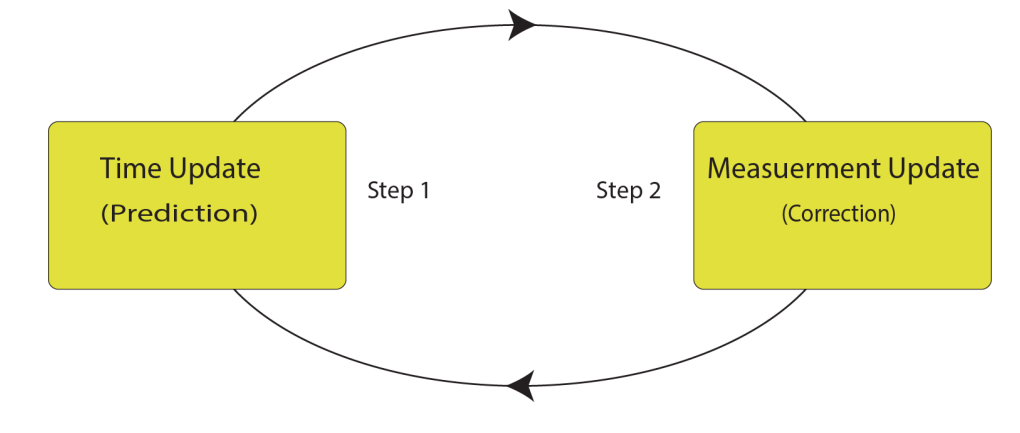 Time Update
(Prediction)
Step 1
Step 2
Measuerment Update
(Correction)